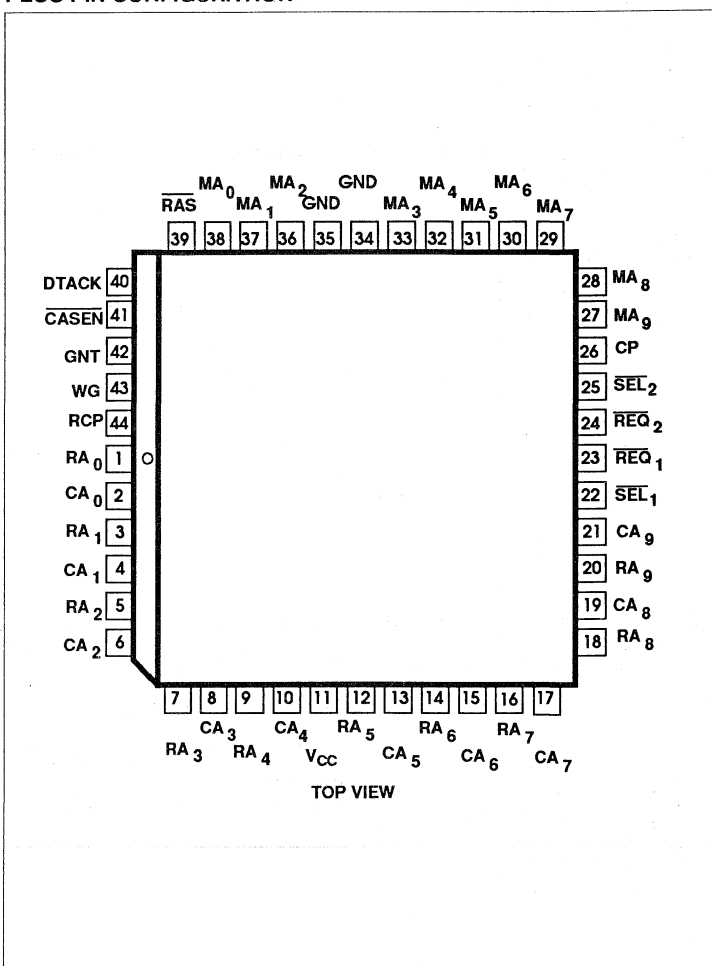 PLCC PIN CONFIGURATION
MA0 MA2 GND MA4 MA6
RAS MA1 GND MA3 MA5 MA7
39 38 37 36 35 34 33 32 31 30 29
DTACK 40 28 MA8
CASEN 41 27 MA9
GNT 42 26 CP
WG 43 25 SEL2
RCP 44 24 REQ2
RA0 1 23 REQ1
CA0 2 22 SEL1
RA1 3 21 CA9
CA1 4 20 RA9
RA2 5 19 CA8
CA2 6 18 RA8
7 8 9 10 11 12 13 14 15 16 17
CA3 CA4 RA5 RA6 RA7
RA3 RA4 VCC CA5 CA6 CA7
TOP VIEW